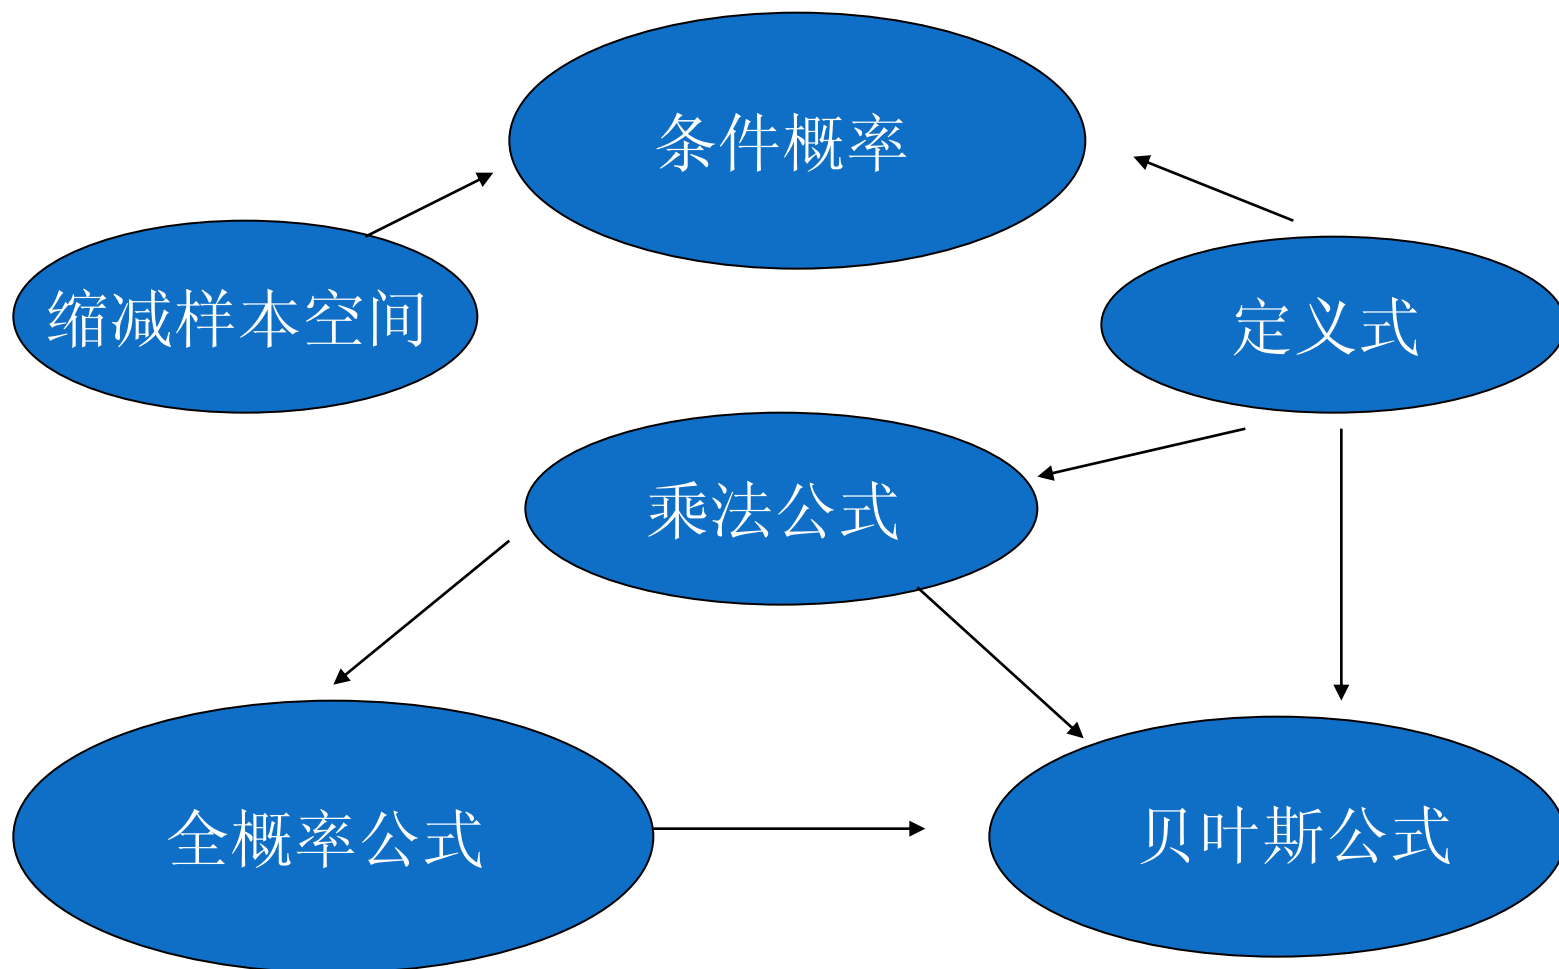 条件概率
缩减样本空间
定义式
乘法公式
全概率公式
贝叶斯公式